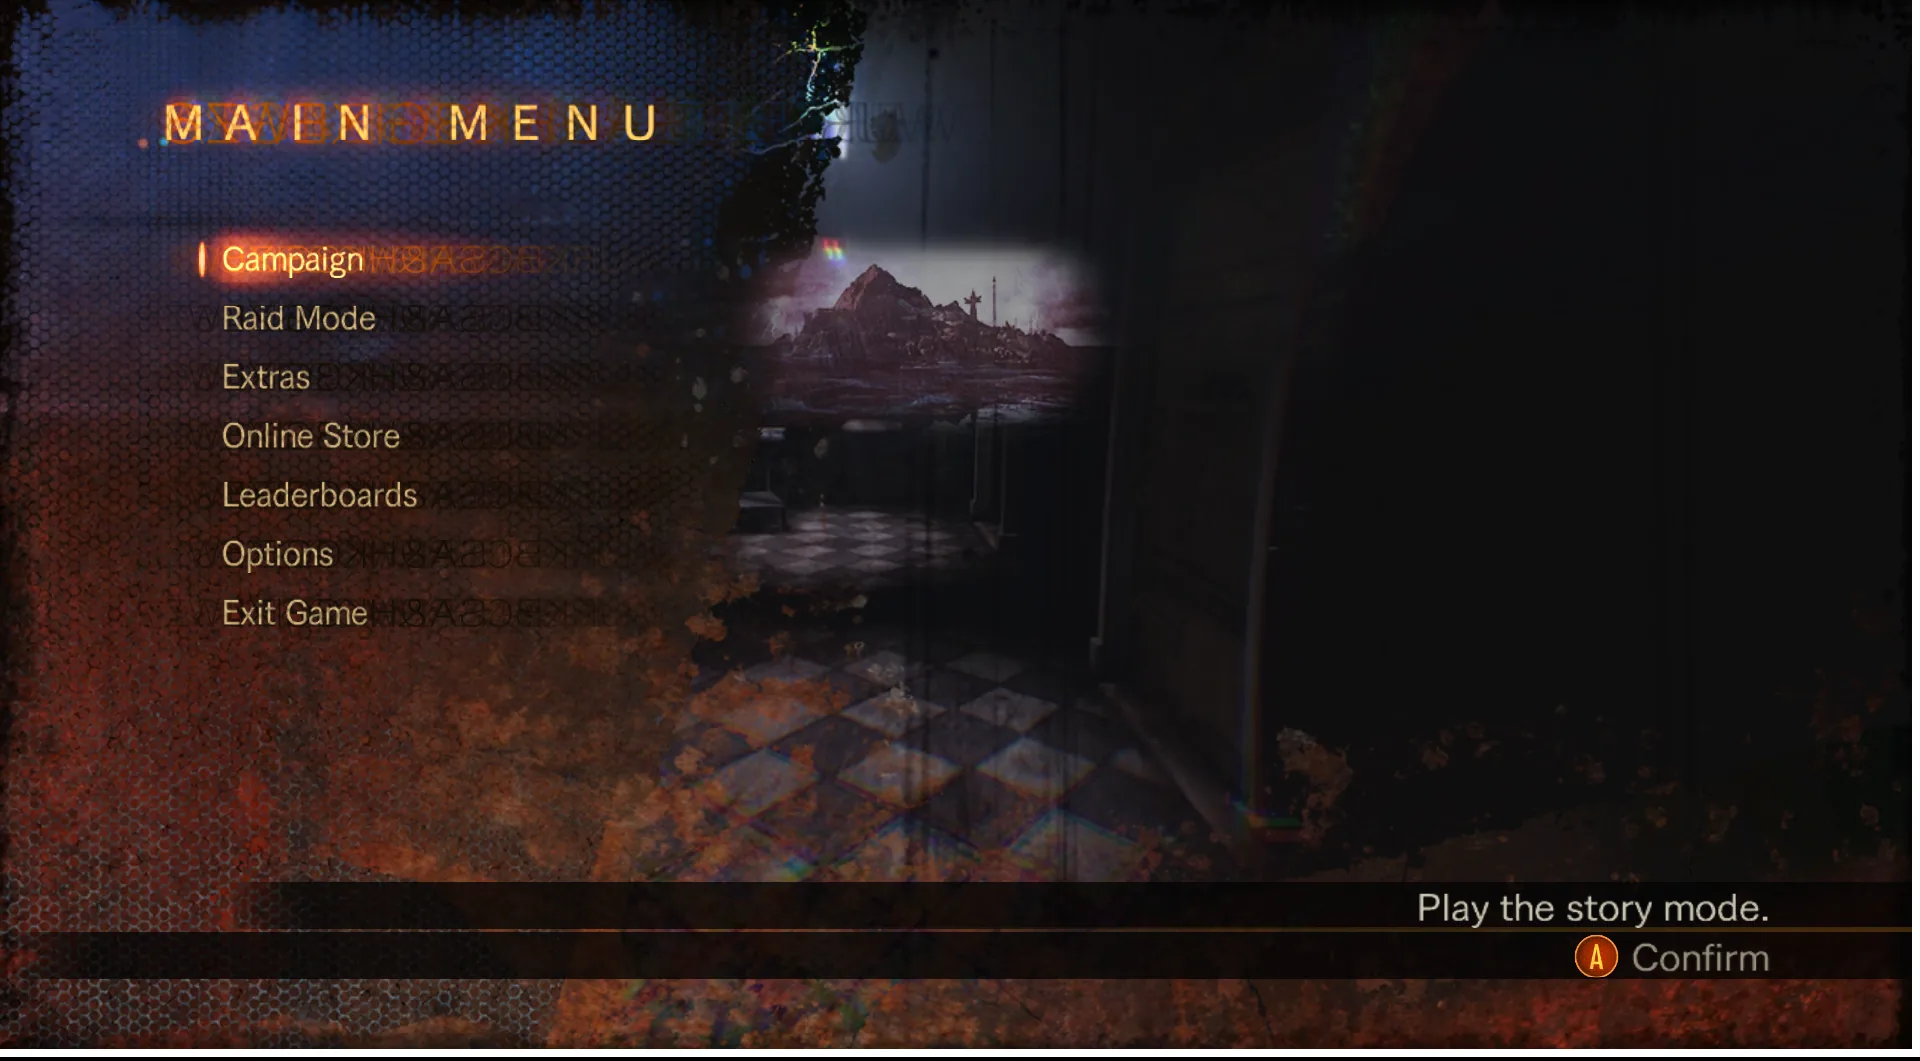 MAIN MENU
Campaign
Raid Mode
Extras
Online Store
Leaderboards
Options
Exit Game
Play the story mode.
A Confirm